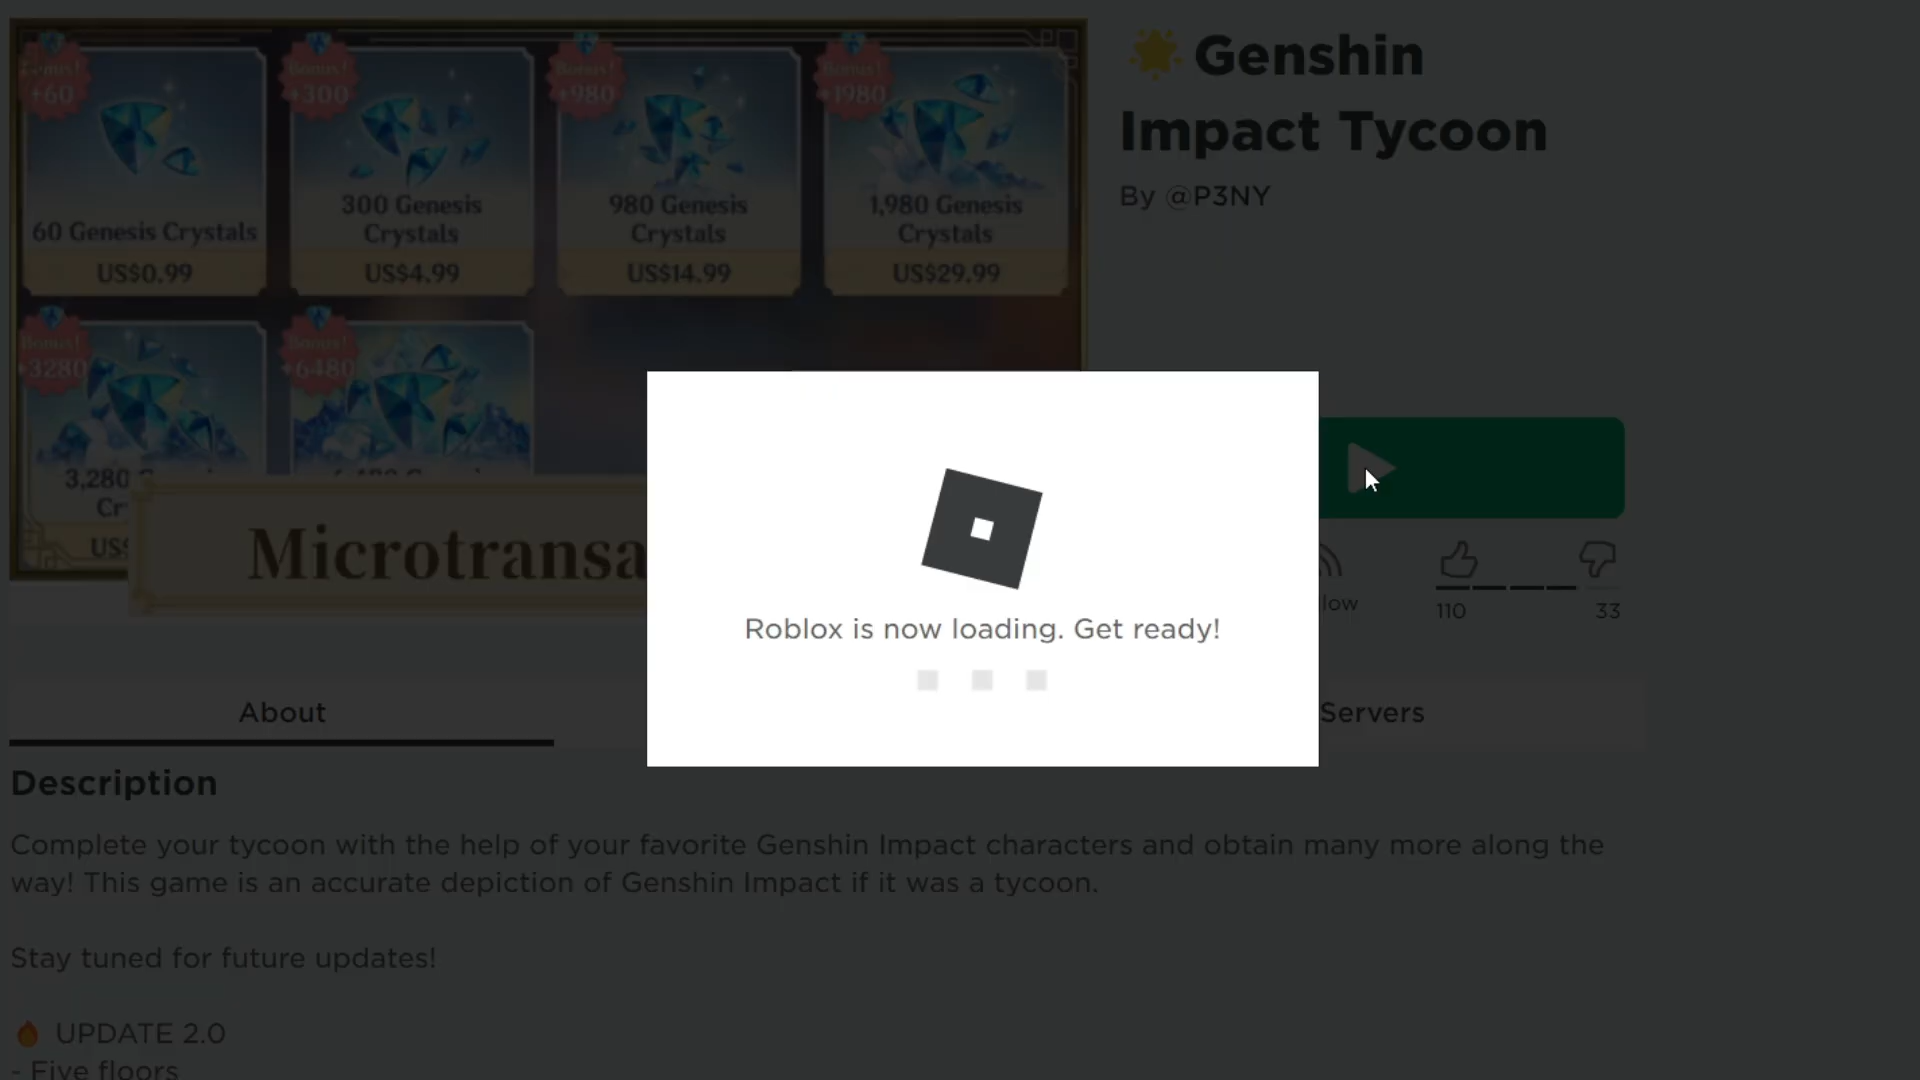 Genshin
Impact Tycoon
By @P3NY
Bonus!
+60
Bonus!
+300
Bonus!
+980
Bonus!
+1980
60 Genesis Crystals
US$0.99
300 Genesis
Crystals
US$4.99
980 Genesis
Crystals
US$14.99
1,980 Genesis
Crystals
US$29.99
Bonus!
+3280
Bonus!
+6480
3,280
Cr
US$
Microtransa
Roblox is now loading. Get ready!
low
110
33
About
Servers
Description
Complete your tycoon with the help of your favorite Genshin Impact characters and obtain many more along the
way! This game is an accurate depiction of Genshin Impact if it was a tycoon.
Stay tuned for future updates!
UPDATE 2.0
- Five floors